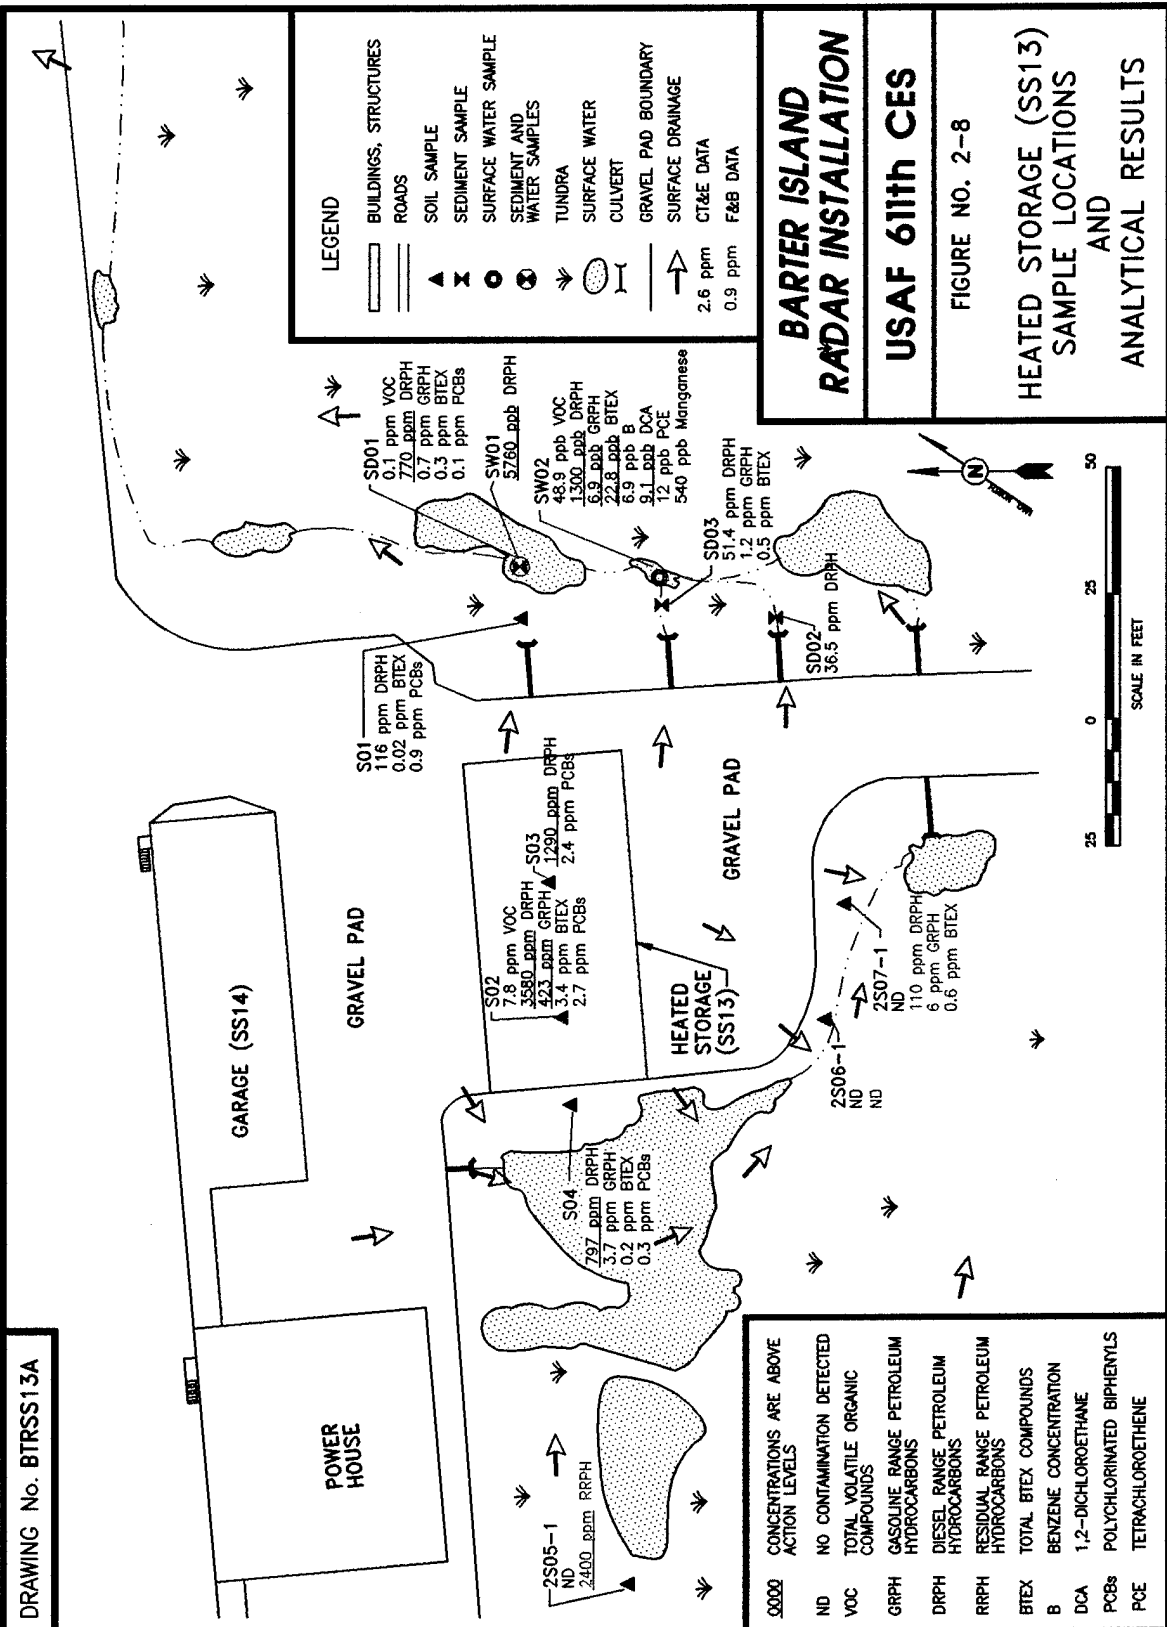 DRAWING No. BTRSS13A
POWER
HOUSE
GARAGE (SS14)
GRAVEL PAD
2S05-1
ND
2400 ppm RRPH
S04
797 ppm DRPH
3.7 ppm GRPH
0.2 ppm BTEX
0.3 ppm PCBs
S02
7.8 ppm VOC
3580 ppm DRPH
423 ppm GRPH
3.4 ppm BTEX
2.7 ppm PCBs
S03
1290 ppm DRPH
2.4 ppm PCBs
HEATED
STORAGE
(SS13)
GRAVEL PAD
2S06-1
ND
ND
2S07-1
ND
110 ppm DRPH
6 ppm GRPH
0.6 ppm BTEX
S01
116 ppm DRPH
0.02 ppm BTEX
0.9 ppm PCBs
SD01
0.1 ppm VOC
770 ppm DRPH
0.7 ppm GRPH
0.3 ppm BTEX
0.1 ppm PCBs
SW01
5760 ppb DRPH
SW02
48.9 ppb VOC
1300 ppb DRPH
6.9 ppb GRPH
22.8 ppb BTEX
6.9 ppb B
9.1 ppb DCA
12 ppb PCE
540 ppb Manganese
SD03
51.4 ppm DRPH
1.2 ppm GRPH
0.5 ppm BTEX
SD02
36.5 ppm DRPH
LEGEND
BUILDINGS, STRUCTURES
ROADS
SOIL SAMPLE
SEDIMENT SAMPLE
SURFACE WATER SAMPLE
SEDIMENT AND
WATER SAMPLES
TUNDRA
SURFACE WATER
CULVERT
GRAVEL PAD BOUNDARY
SURFACE DRAINAGE
2.6 ppm CT&E DATA
0.9 ppm F&B DATA
0000 CONCENTRATIONS ARE ABOVE
ACTION LEVELS
ND NO CONTAMINATION DETECTED
VOC TOTAL VOLATILE ORGANIC
COMPOUNDS
GRPH GASOLINE RANGE PETROLEUM
HYDROCARBONS
DRPH DIESEL RANGE PETROLEUM
HYDROCARBONS
RRPH RESIDUAL RANGE PETROLEUM
HYDROCARBONS
BTEX TOTAL BTEX COMPOUNDS
B BENZENE CONCENTRATION
DCA 1,2-DICHLOROETHANE
PCBs POLYCHLORINATED BIPHENYLS
PCE TETRACHLOROETHENE
N
25 0 25 50
SCALE IN FEET
BARTER ISLAND
RADAR INSTALLATION
USAF 611th CES
FIGURE NO. 2-8
HEATED STORAGE (SS13)
SAMPLE LOCATIONS
AND
ANALYTICAL RESULTS